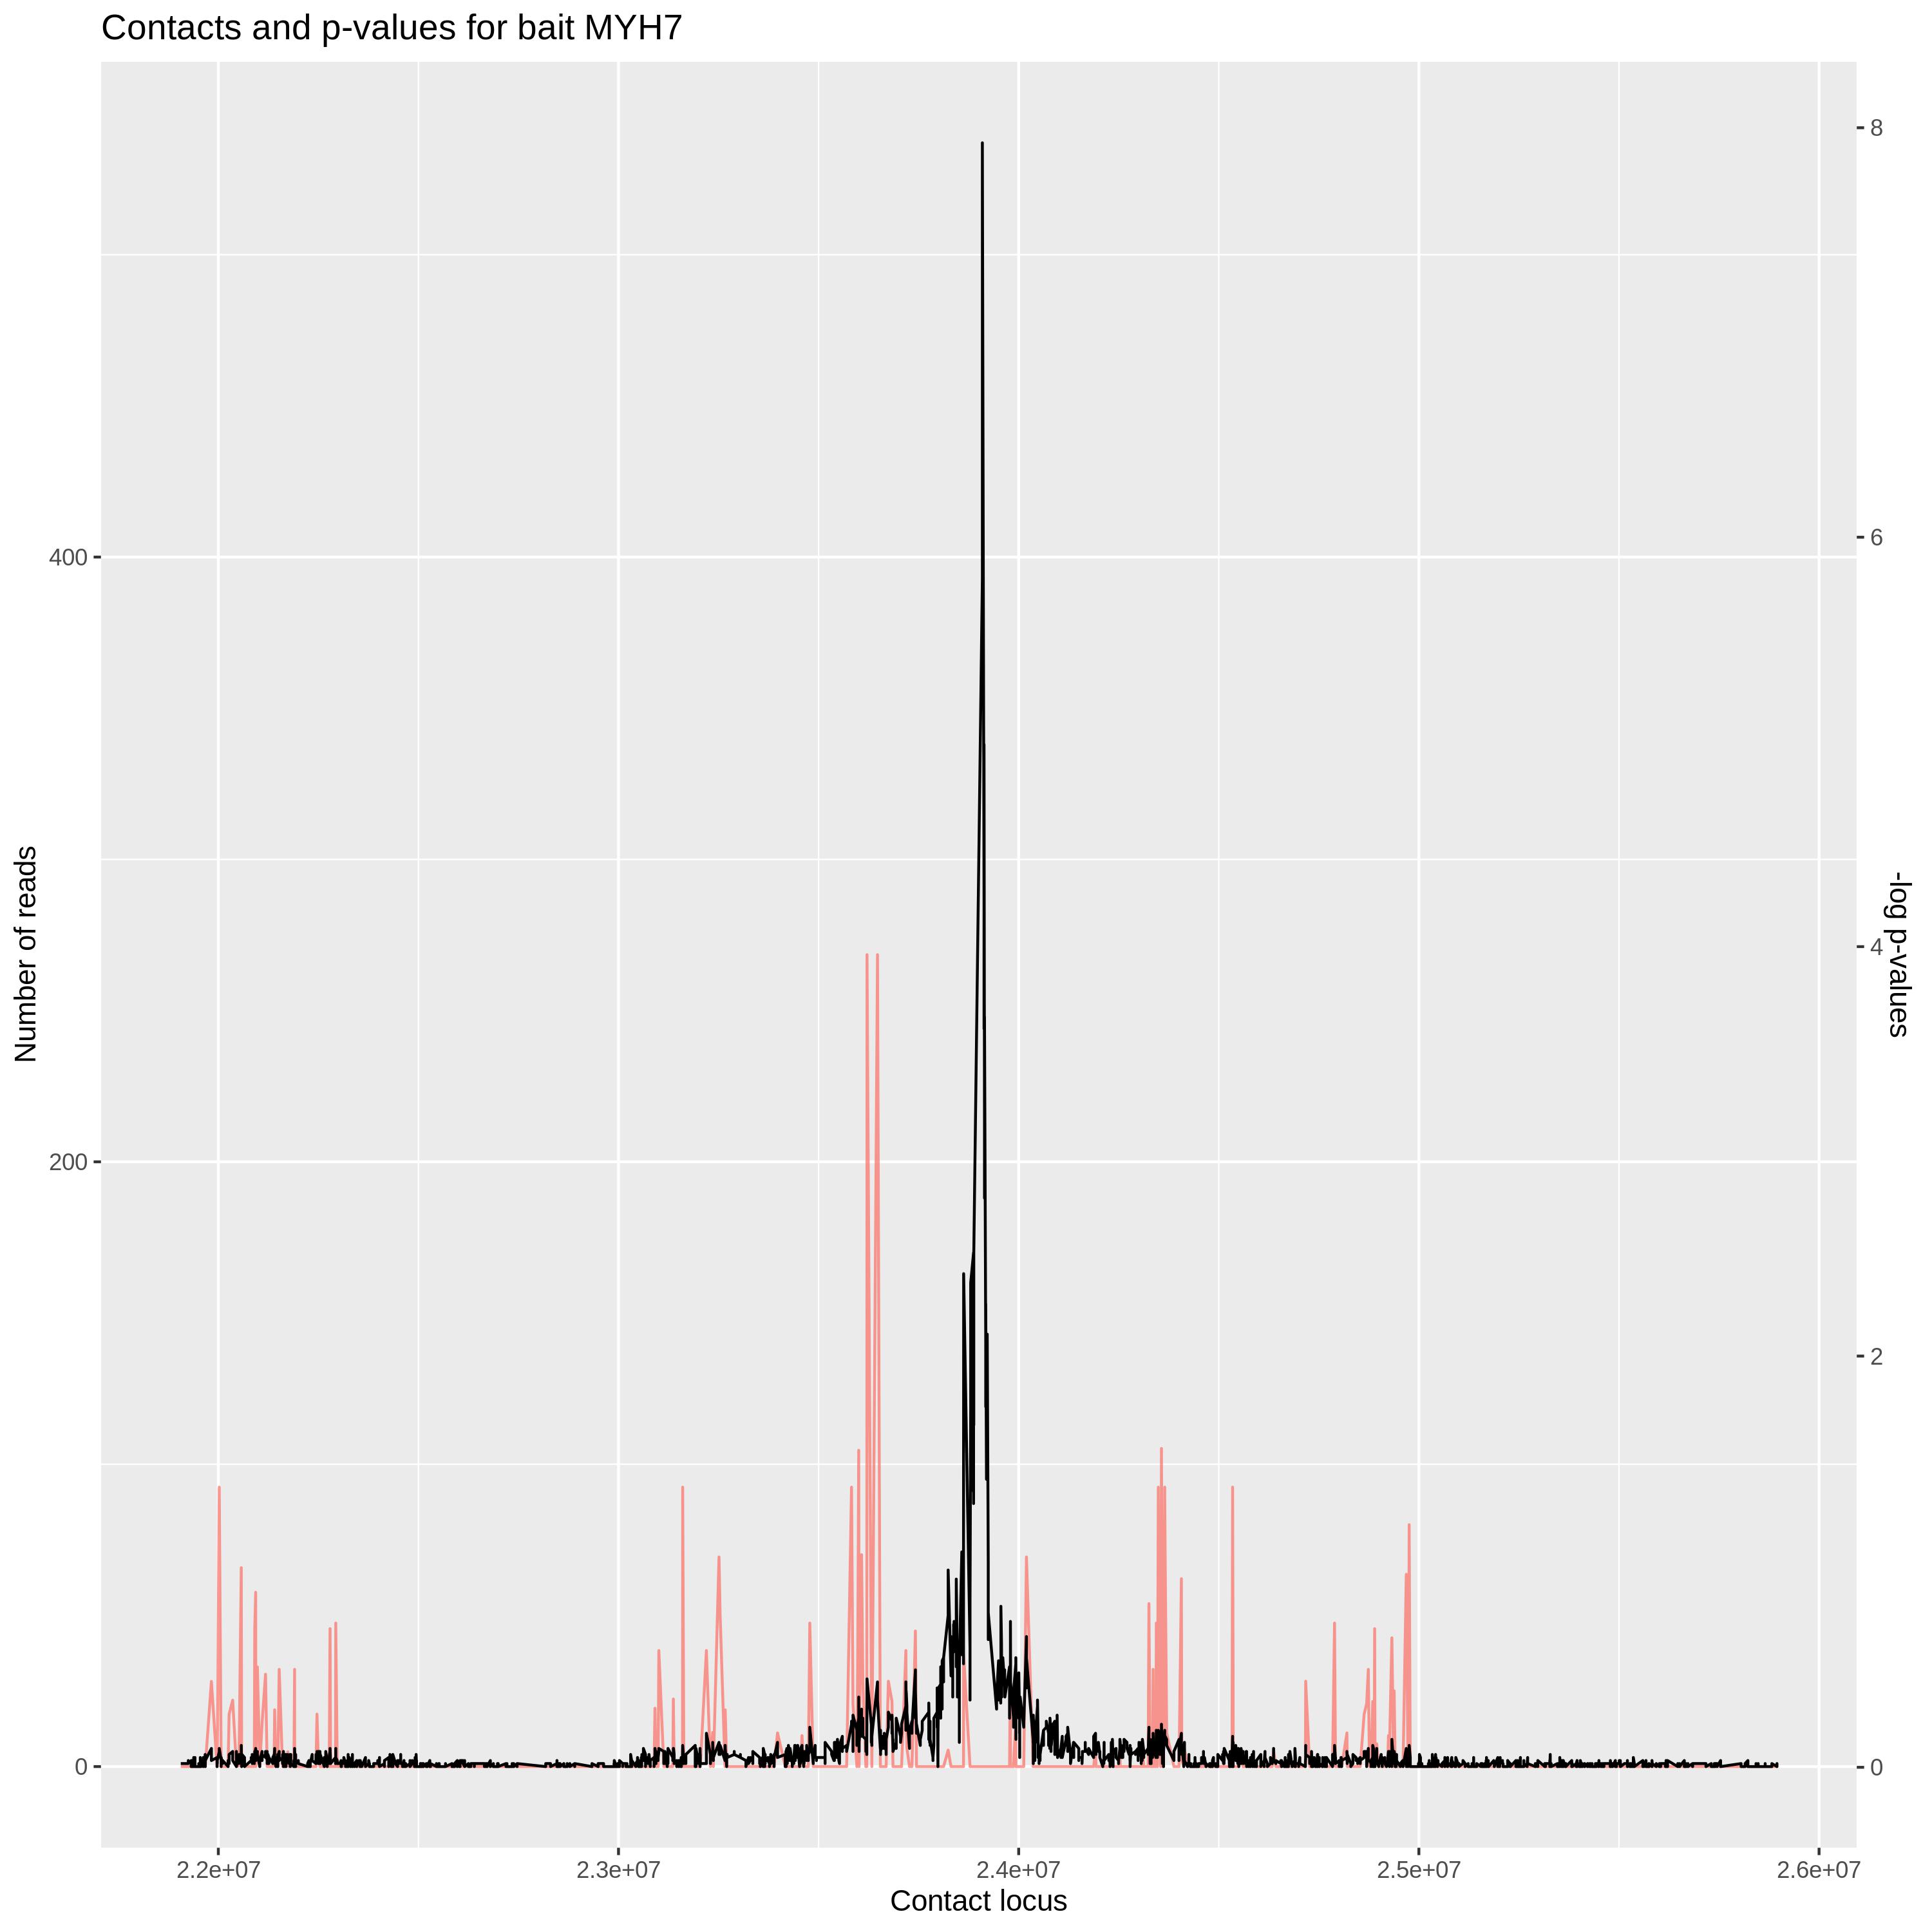 Contacts and p-values for bait MYH7
8
6
4
2
0
-log p-values
400
200
0
Number of reads
2.2e+07 2.3e+07 2.4e+07 2.5e+07 2.6e+07
Contact locus